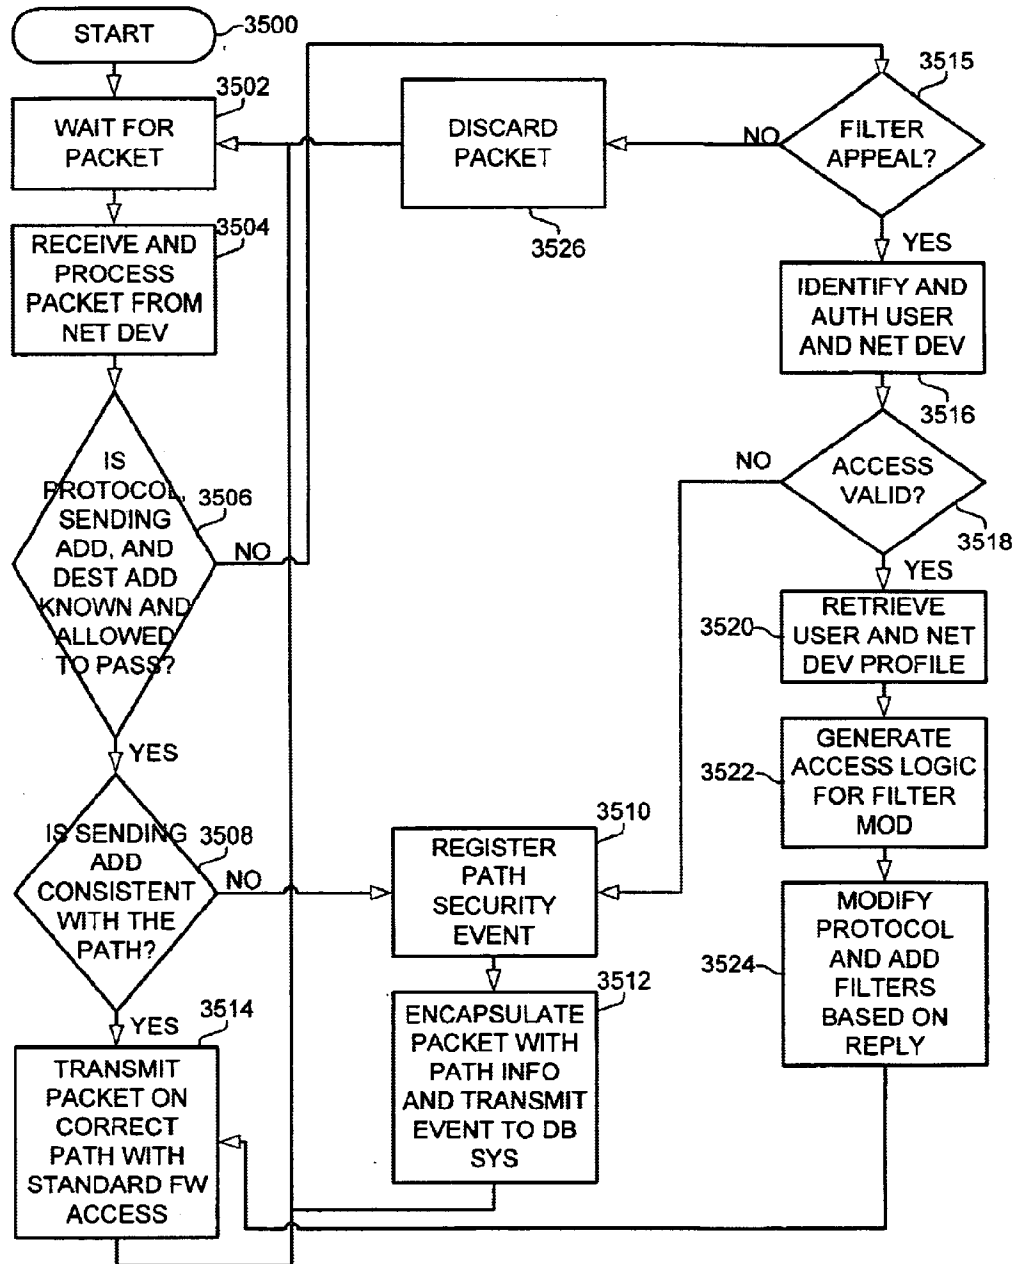 START
3500
3502
WAIT FOR
PACKET
3504
RECEIVE AND
PROCESS
PACKET FROM
NET DEV
IS
PROTOCOL,
SENDING
ADD, AND
DEST ADD
KNOWN AND
ALLOWED
TO PASS?
3506
NO
YES
IS SENDING
ADD
CONSISTENT
WITH THE
PATH?
3508
NO
YES
3514
TRANSMIT
PACKET ON
CORRECT
PATH WITH
STANDARD FW
ACCESS
DISCARD
PACKET
3526
3510
REGISTER
PATH
SECURITY
EVENT
3512
ENCAPSULATE
PACKET WITH
PATH INFO
AND TRANSMIT
EVENT TO DB
SYS
3515
FILTER
APPEAL?
NO
YES
IDENTIFY AND
AUTH USER
AND NET DEV
3516
ACCESS
VALID?
NO
3518
YES
3520
RETRIEVE
USER AND NET
DEV PROFILE
3522
GENERATE
ACCESS LOGIC
FOR FILTER
MOD
3524
MODIFY
PROTOCOL
AND ADD
FILTERS
BASED ON
REPLY